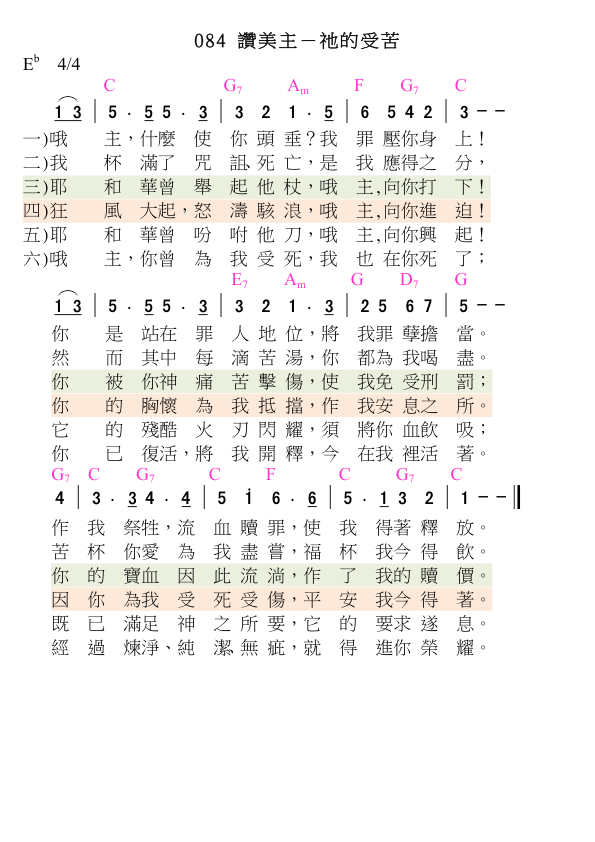 084 讚美主－祂的受苦
E♭ 4/4
C G7 Am F G7 C
1 3 | 5 . 5 5 . 3 | 3 2 1 . 5 | 6 5 4 2 | 3 － －
一)哦 主，什麼 使 你 頭 垂？我 罪 壓你身 上！
二)我 杯 滿了 咒 詛、死 亡，是 我 應得之 分，
三)耶 和 華曾 舉 起 他 杖，哦 主,向你打 下！
四)狂 風 大起，怒 濤 駭 浪，哦 主,向你進 迫！
五)耶 和 華曾 吩 咐 他 刀，哦 主,向你興 起！
六)哦 主，你曾 為 我 受 死，我 也 在你死 了；
E7 Am G D7 G
1 3 | 5 . 5 5 . 3 | 3 2 1 . 3 | 2 5 6 7 | 5 － －
你 是 站在 罪 人 地 位，將 我罪 孽擔 當。
然 而 其中 每 滴 苦 湯，你 都為 我喝 盡。
你 被 你神 痛 苦 擊 傷，使 我免 受刑 罰；
你 的 胸懷 為 我 抵 擋，作 我安 息之 所。
它 的 殘酷 火 刃 閃 耀，須 將你 血飲 吸；
你 已 復活，將 我 開 釋，今 在我 裡活 著。
G7 C G7 C F C G7 C
4 | 3 . 3 4 . 4 | 5 i 6 . 6 | 5 . 1 3 2 | 1 － － ||
作 我 祭牲，流 血 贖 罪，使 我 得著 釋 放。
苦 杯 你愛 為 我 盡 嘗，福 杯 我今 得 飲。
你 的 寶血 因 此 流 淌，作 了 我的 贖 價。
因 你 為我 受 死 受 傷，平 安 我今 得 著。
既 已 滿足 神 之 所 要，它 的 要求 遂 息。
經 過 煉淨、純 潔、無 疵，就 得 進你 榮 耀。